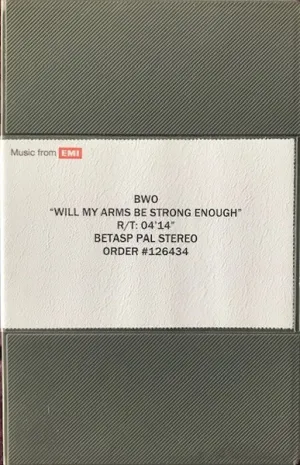 Music from EMI
BWO
"WILL MY ARMS BE STRONG ENOUGH"
R/T: 04'14"
BETASP PAL STEREO
ORDER #126434